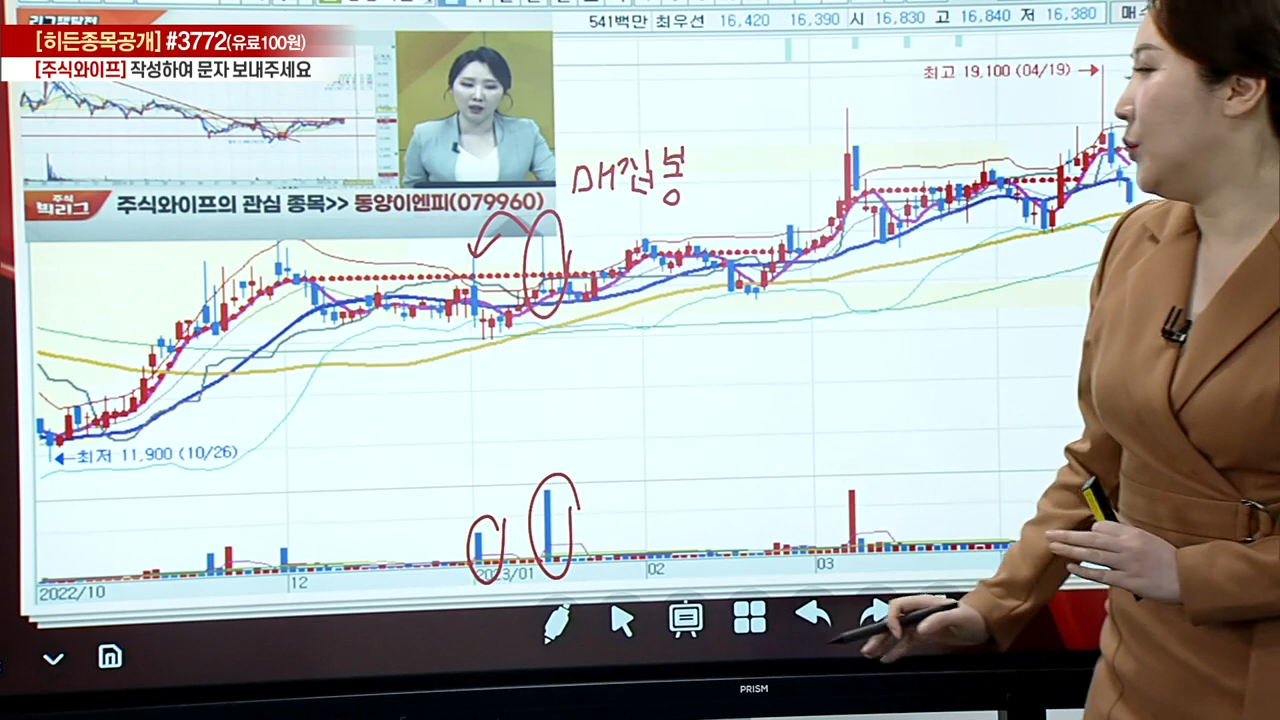 [히든종목공개] #3772(유료100원)
[주식와이프] 작성하여 문자 보내주세요
541백만 최우선 16,420 16,390 시 16,830 고 16,840 저 16,380 매수
최고 19,100 (04/19)
매집봉
주식 빅리그
주식와이프의 관심 종목>> 동양이엔피(079960)
최저 11,900 (10/26)
2022/10
12
2023/01
02
03
PRISM